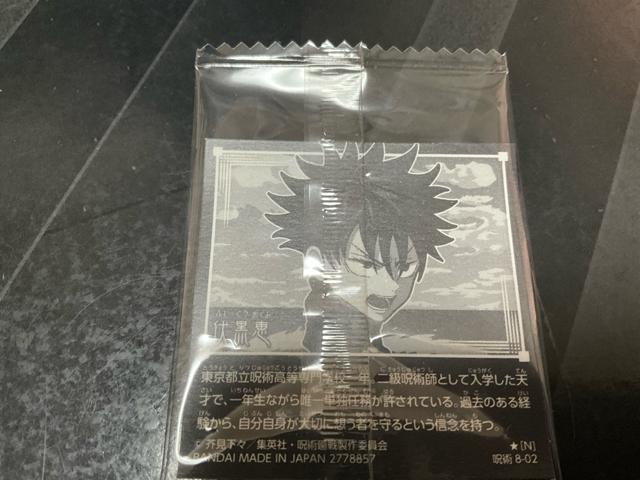 伏黒恵
東京都立呪術高等専門学校一年。二級呪術師として入学した天
才で、一年生ながら唯一単独任務が許されている。過去のある経
験から、自分自身が大切に想う者を守るという信念を持つ。
© 芥見下々／集英社・呪術廻戦製作委員会
BANDAI MADE IN JAPAN 2778857
★[N]
呪術 8-02